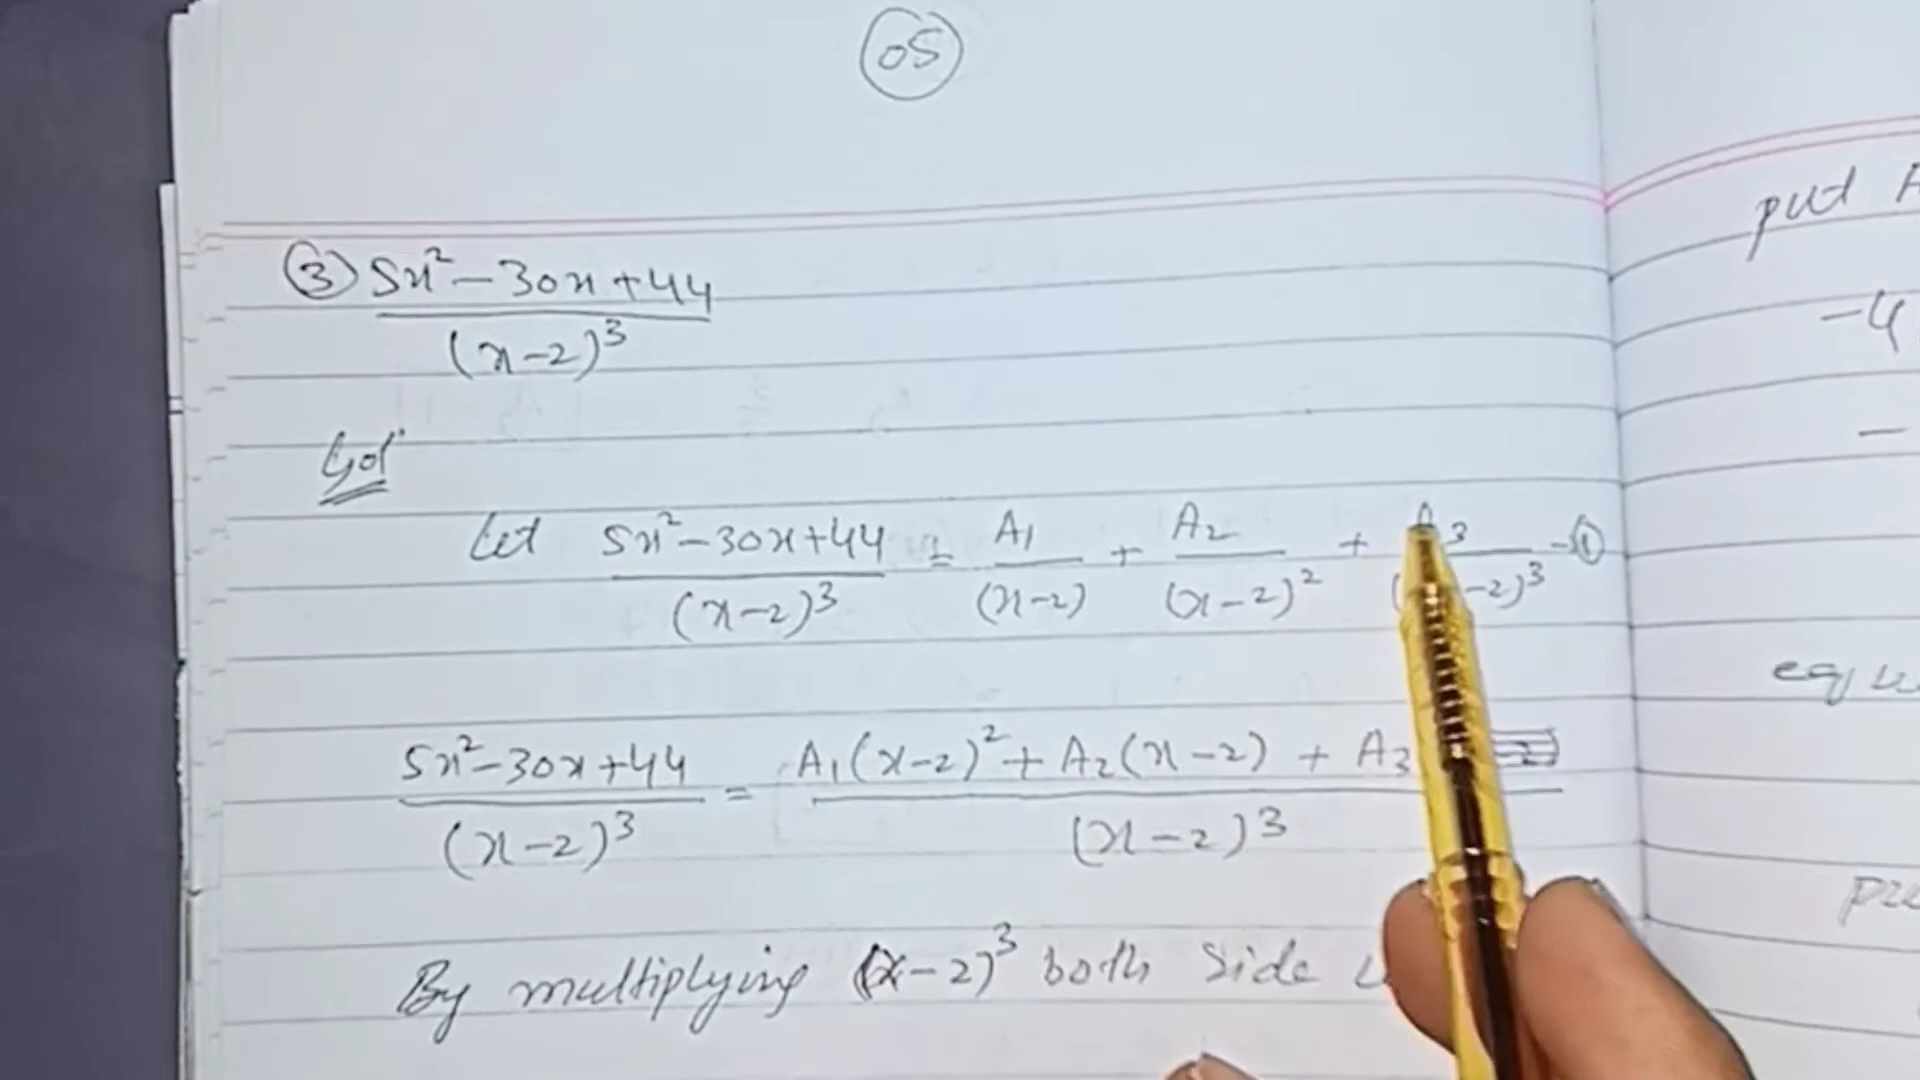 05
③ 5x² - 30x + 44
(x-2)³
Sol
Let 5x² - 30x + 44 = A₁ + A₂ + A₃ - ①
(x-2)³ (x-2) (x-2)² -2)³
5x² - 30x + 44 = A₁(x-2)² + A₂(x-2) + A₃
(x-2)³ (x-2)³
By multiplying (x-2)³ both side
put A
-4
-